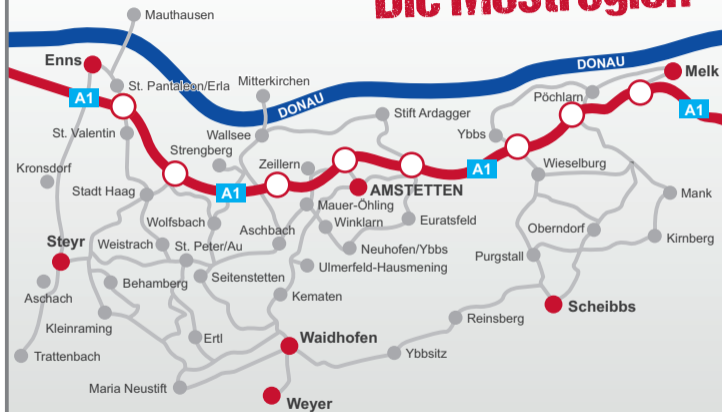 Die Mostregion
Mauthausen
Enns
DONAU
Melk
St. Pantaleon/Erla
Mitterkirchen
A1
DONAU
Pöchlarn
A1
Stift Ardagger
St. Valentin
Wallsee
Ybbs
Strengberg
Zeillern
Wieselburg
Kronsdorf
A1
A1
Stadt Haag
AMSTETTEN
Mank
Mauer-Öhling
Wolfsbach
Winklarn
Euratsfeld
Aschbach
Oberndorf
Steyr
Weistrach
St. Peter/Au
Neuhofen/Ybbs
Kirnberg
Purgstall
Ulmerfeld-Hausmening
Behamberg
Seitenstetten
Aschach
Kematen
Scheibbs
Kleinraming
Reinsberg
Ertl
Waidhofen
Trattenbach
Ybbsitz
Maria Neustift
Weyer